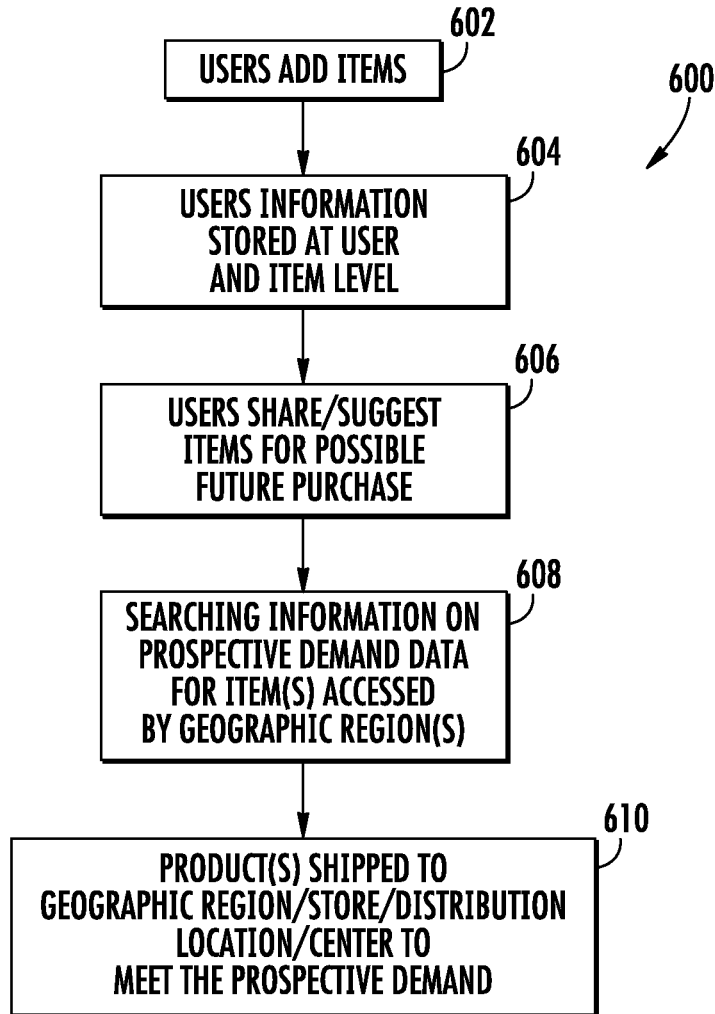 602
USERS ADD ITEMS
600
604
USERS INFORMATION
STORED AT USER
AND ITEM LEVEL
606
USERS SHARE/SUGGEST
ITEMS FOR POSSIBLE
FUTURE PURCHASE
608
SEARCHING INFORMATION ON
PROSPECTIVE DEMAND DATA
FOR ITEM(S) ACCESSED
BY GEOGRAPHIC REGION(S)
610
PRODUCT(S) SHIPPED TO
GEOGRAPHIC REGION/STORE/DISTRIBUTION
LOCATION/CENTER TO
MEET THE PROSPECTIVE DEMAND